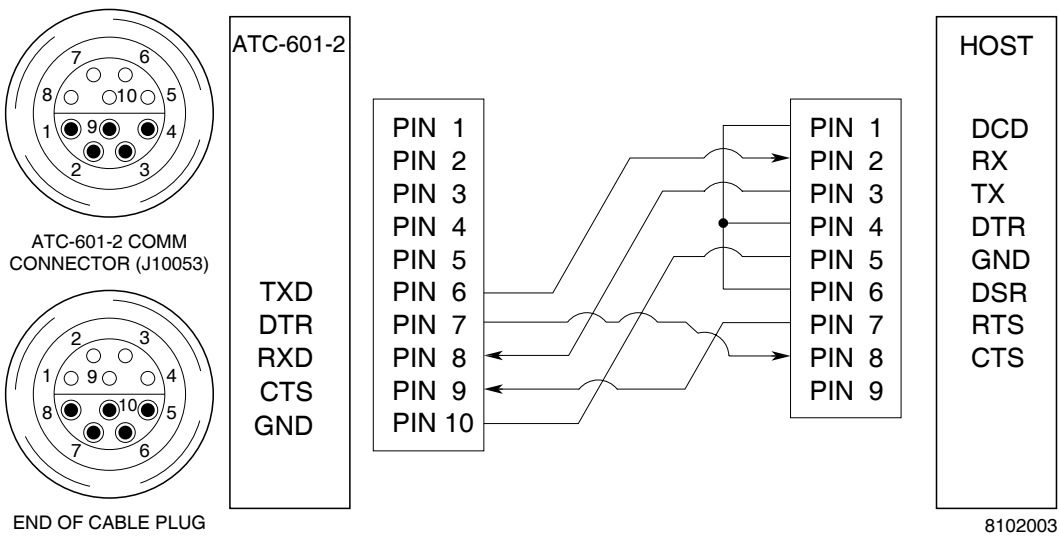 7 6
8 10 5
1 9 4
2 3
ATC-601-2 COMM
CONNECTOR (J10053)
2 3
1 9 4
8 10 5
7 6
END OF CABLE PLUG
ATC-601-2
TXD
DTR
RXD
CTS
GND
PIN 1
PIN 2
PIN 3
PIN 4
PIN 5
PIN 6
PIN 7
PIN 8
PIN 9
PIN 10
PIN 1
PIN 2
PIN 3
PIN 4
PIN 5
PIN 6
PIN 7
PIN 8
PIN 9
HOST
DCD
RX
TX
DTR
GND
DSR
RTS
CTS
8102003